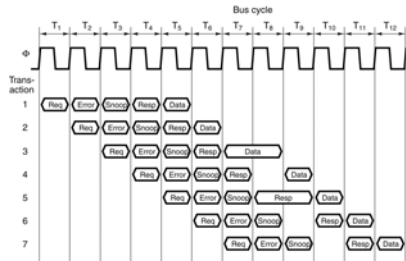 Bus cycle
T1 T2 T3 T4 T5 T6 T7 T8 T9 T10 T11 T12
Φ
Trans-
action
1 Req Error Snoop Resp Data
2 Req Error Snoop Resp Data
3 Req Error Snoop Resp Data
4 Req Error Snoop Resp Data
5 Req Error Snoop Resp Data
6 Req Error Snoop Resp Data
7 Req Error Snoop Resp Data